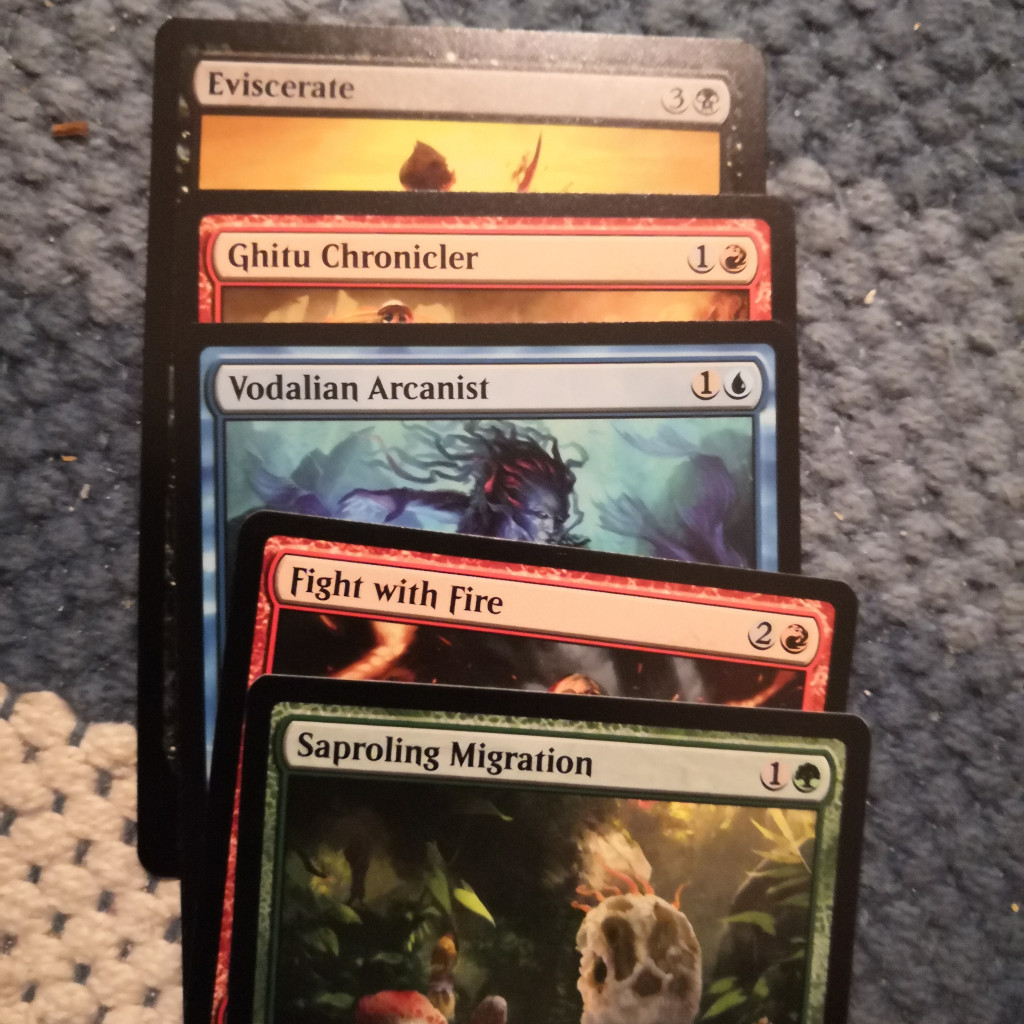 Eviscerate 3
Ghitu Chronicler 1
Vodalian Arcanist 1
Fight with Fire 2
Saproling Migration 1